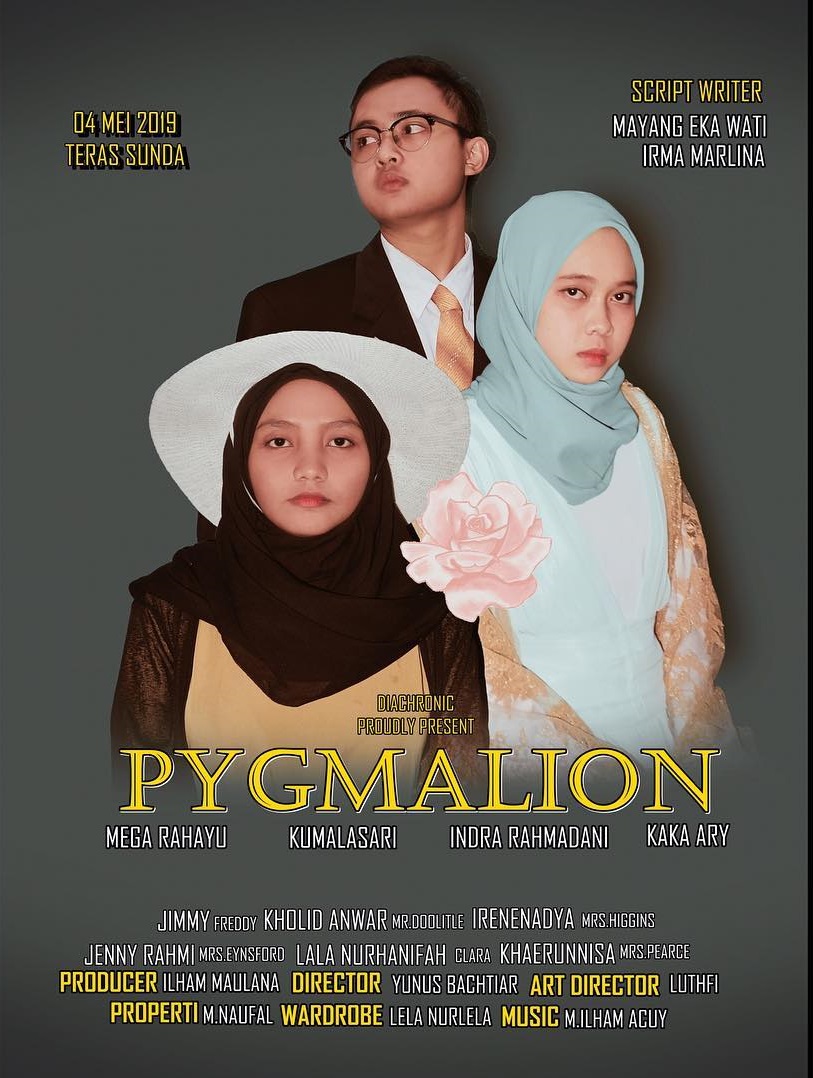 04 MEI 2019
TERAS SUNDA
SCRIPT WRITER
MAYANG EKA WATI
IRMA MARLINA
DIACHRONIC
PROUDLY PRESENT
PYGMALION
MEGA RAHAYU KUMALASARI INDRA RAHMADANI KAKA ARY
JIMMY FREDDY KHOLID ANWAR MR.DOOLITLE IRENENADYA MRS.HIGGINS
JENNY RAHMI MRS.EYNSFORD LALA NURHANIFAH CLARA KHAERUNNISA MRS.PEARCE
PRODUCER ILHAM MAULANA DIRECTOR YUNUS BACHTIAR ART DIRECTOR LUTHFI
PROPERTI M.NAUFAL WARDROBE LELA NURLELA MUSIC M.ILHAM ACUY